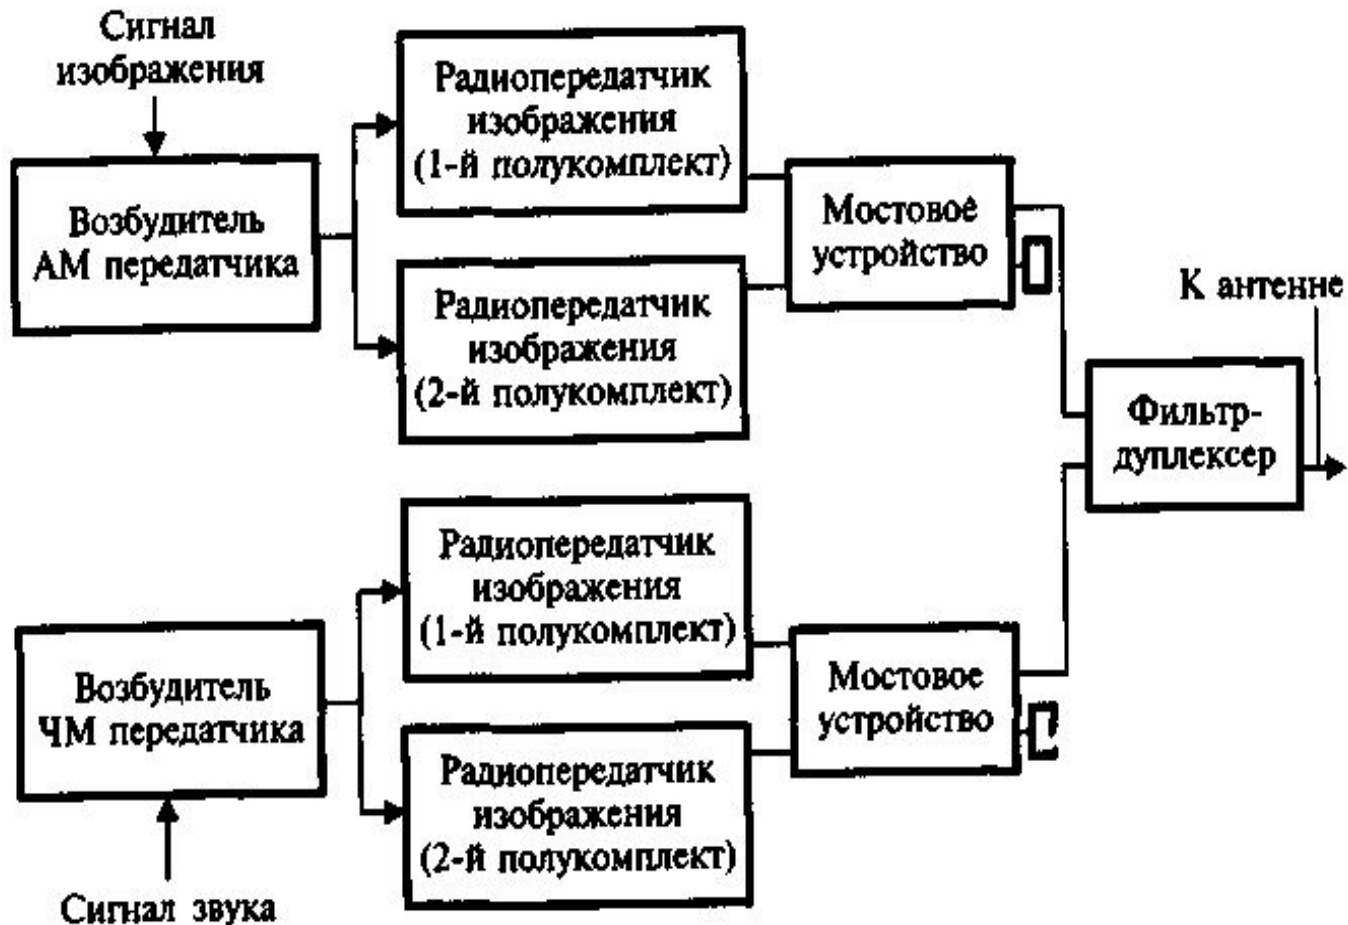 Сигнал
изображения
Возбудитель
АМ передатчика
Радиопередатчик
изображения
(1-й полукомплект)
Радиопередатчик
изображения
(2-й полукомплект)
Мостовое
устройство
К антенне
Фильтр-
дуплексер
Радиопередатчик
изображения
(1-й полукомплект)
Возбудитель
ЧМ передатчика
Радиопередатчик
изображения
(2-й полукомплект)
Мостовое
устройство
Сигнал звука